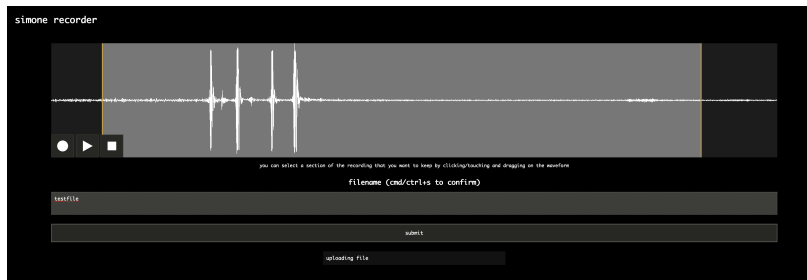 simone recorder
you can select a section of the recording that you want to keep by clicking/touching and dragging on the waveform
filename (cmd/ctrl+s to confirm)
testfile
submit
uploading file